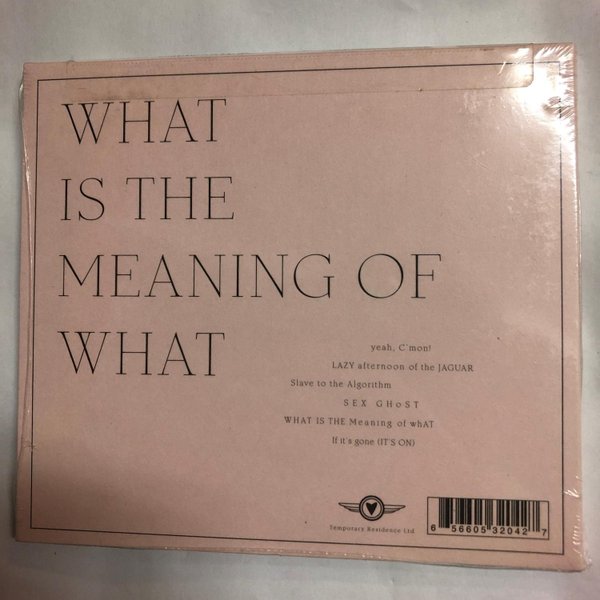 WHAT
IS THE
MEANING OF
WHAT
yeah, C'mon!
LAZY afternoon of the JAGUAR
Slave to the Algorithm
SEX GHoST
WHAT IS THE Meaning of whAT
If it's gone (IT'S ON)
Temporary Residence Ltd
6 56605 32042 7